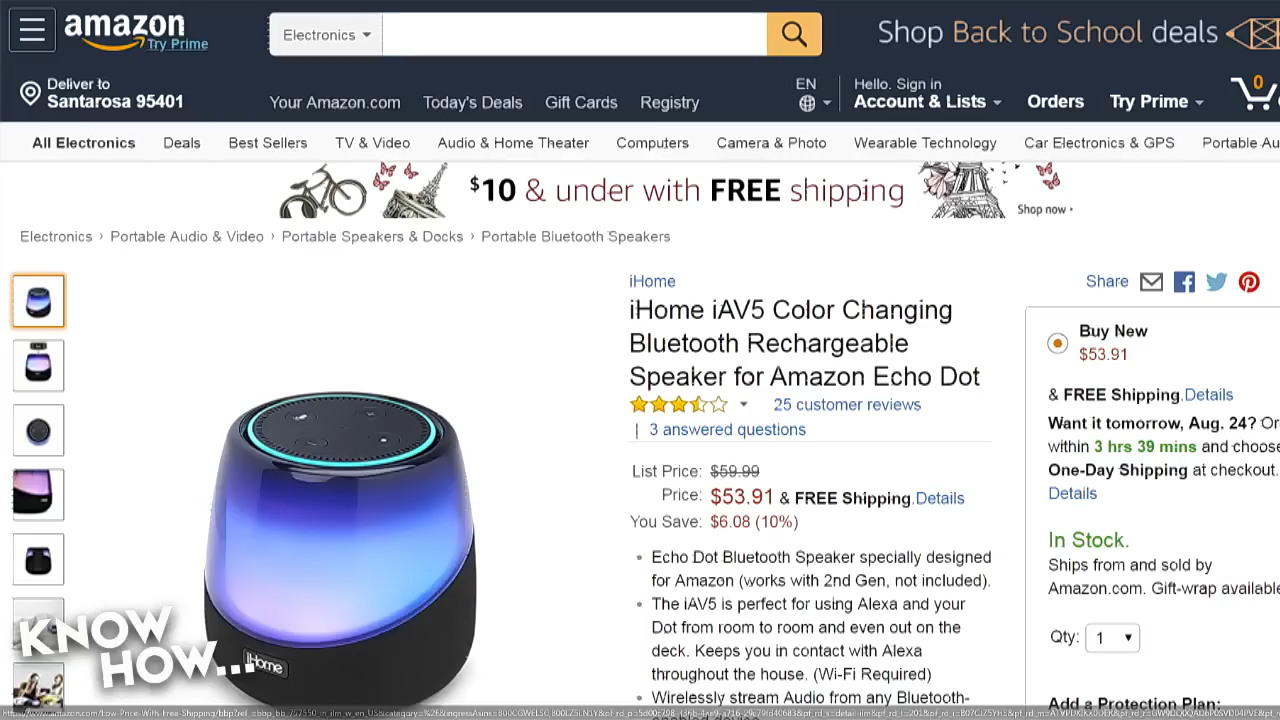 amazon
Try Prime
Electronics
Shop Back to School deals
Deliver to
Santarosa 95401
Your Amazon.com Today's Deals Gift Cards Registry
EN
Hello. Sign in
Account & Lists
Orders
Try Prime
0
All Electronics Deals Best Sellers TV & Video Audio & Home Theater Computers Camera & Photo Wearable Technology Car Electronics & GPS Portable Au
$10 & under with FREE shipping
Shop now
Electronics › Portable Audio & Video › Portable Speakers & Docks › Portable Bluetooth Speakers
iHome
Share
iHome iAV5 Color Changing
Bluetooth Rechargeable
Speaker for Amazon Echo Dot
25 customer reviews
| 3 answered questions
List Price: $59.99
Price: $53.91 & FREE Shipping. Details
You Save: $6.08 (10%)
• Echo Dot Bluetooth Speaker specially designed
for Amazon (works with 2nd Gen, not included).
• The iAV5 is perfect for using Alexa and your
Dot from room to room and even out on the
deck. Keeps you in contact with Alexa
throughout the house. (Wi-Fi Required)
• Wirelessly stream Audio from any Bluetooth-
Buy New
$53.91
& FREE Shipping. Details
Want it tomorrow, Aug. 24? Or
within 3 hrs 39 mins and choose
One-Day Shipping at checkout.
Details
In Stock.
Ships from and sold by
Amazon.com. Gift-wrap available
Qty: 1
Add a Protection Plan:
iHome
KNOW
HOW...